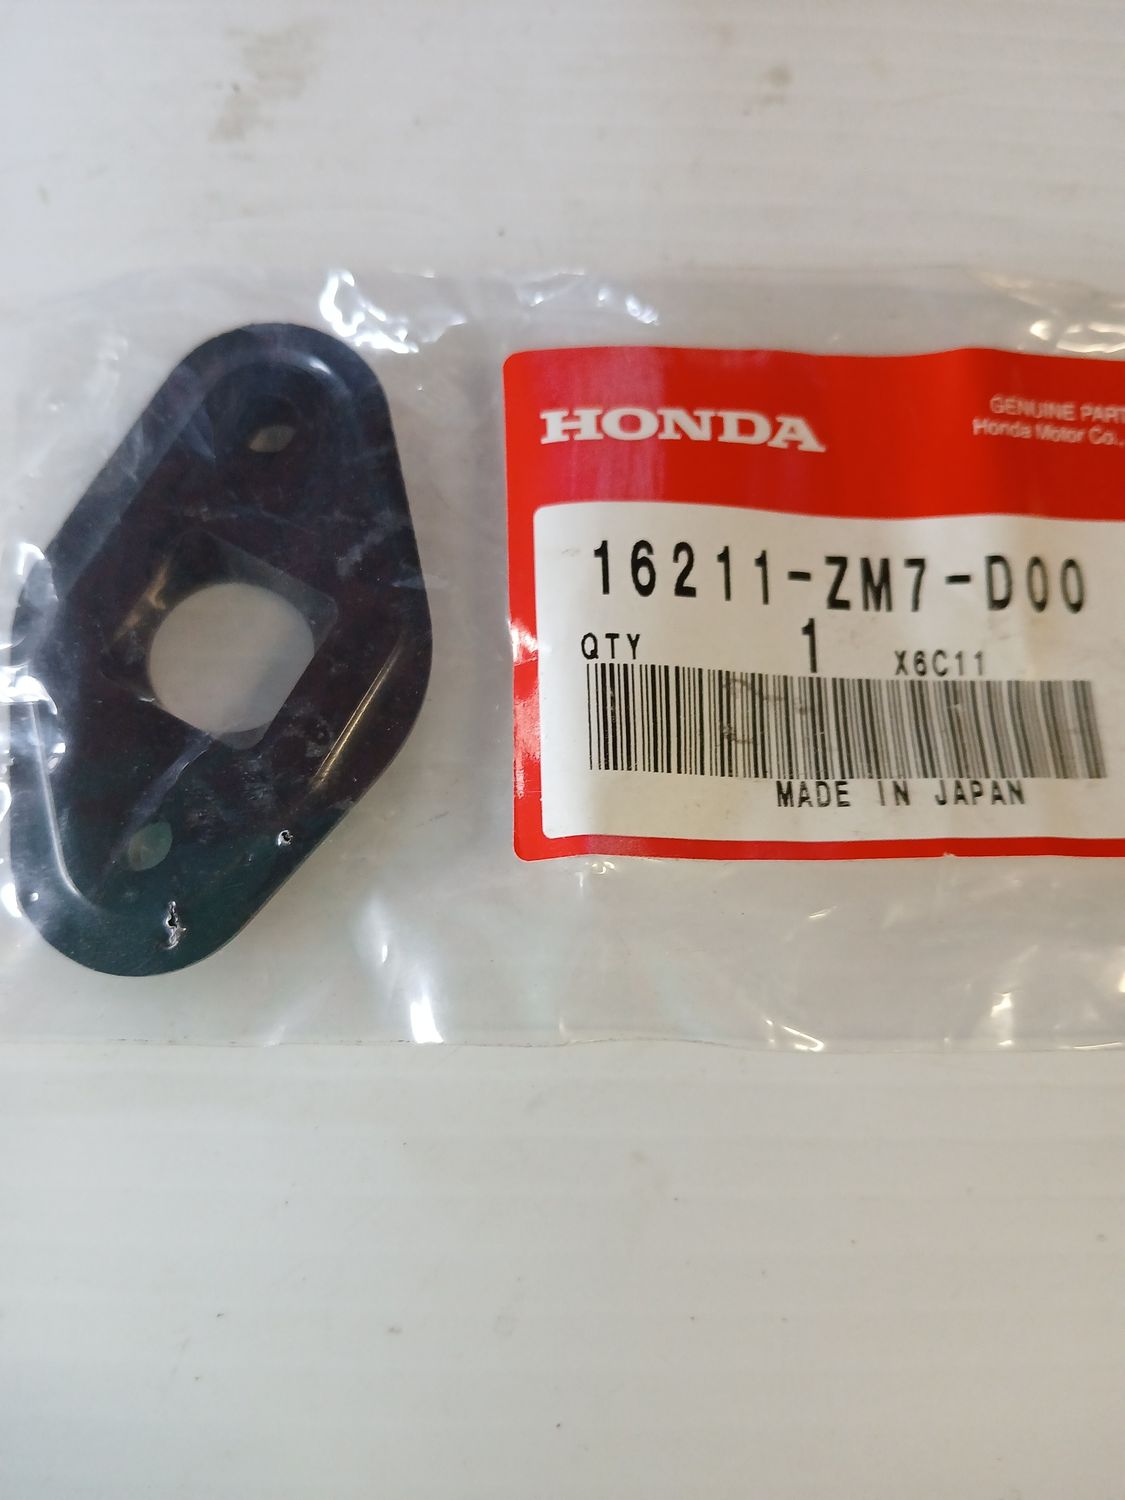 HONDA
GENUINE PART
Honda Motor Co.,
16211-ZM7-D00
QTY 1 X6C11
MADE IN JAPAN